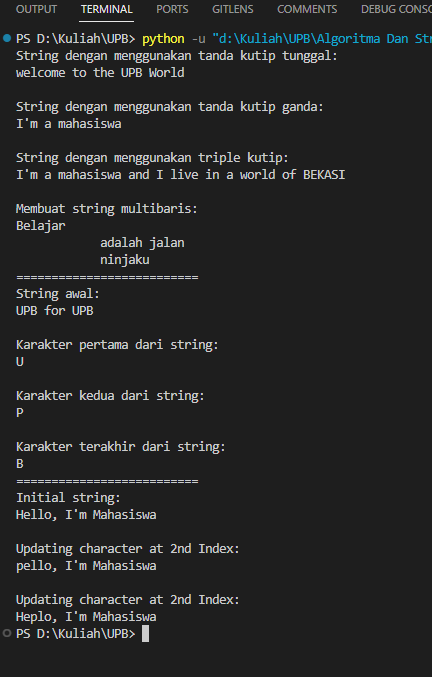 OUTPUT TERMINAL PORTS GITLENS COMMENTS DEBUG CONSO
PS D:\Kuliah\UPB> python -u "d:\Kuliah\UPB\Algoritma Dan Str
String dengan menggunakan tanda kutip tunggal:
welcome to the UPB World
String dengan menggunakan tanda kutip ganda:
I'm a mahasiswa
String dengan menggunakan triple kutip:
I'm a mahasiswa and I live in a world of BEKASI
Membuat string multibaris:
Belajar
adalah jalan
ninjaku
==========================
String awal:
UPB for UPB
Karakter pertama dari string:
U
Karakter kedua dari string:
P
Karakter terakhir dari string:
B
==========================
Initial string:
Hello, I'm Mahasiswa
Updating character at 2nd Index:
pello, I'm Mahasiswa
Updating character at 2nd Index:
Heplo, I'm Mahasiswa
PS D:\Kuliah\UPB>